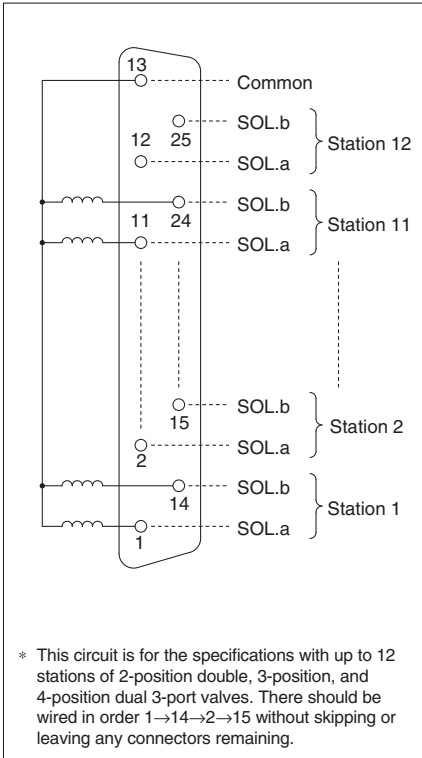 13
Common
SOL.b
12 25
Station 12
SOL.a
SOL.b
11 24
Station 11
SOL.a
SOL.b
15
Station 2
SOL.a
2
SOL.b
14
Station 1
SOL.a
1
* This circuit is for the specifications with up to 12
stations of 2-position double, 3-position, and
4-position dual 3-port valves. There should be
wired in order 1→14→2→15 without skipping or
leaving any connectors remaining.